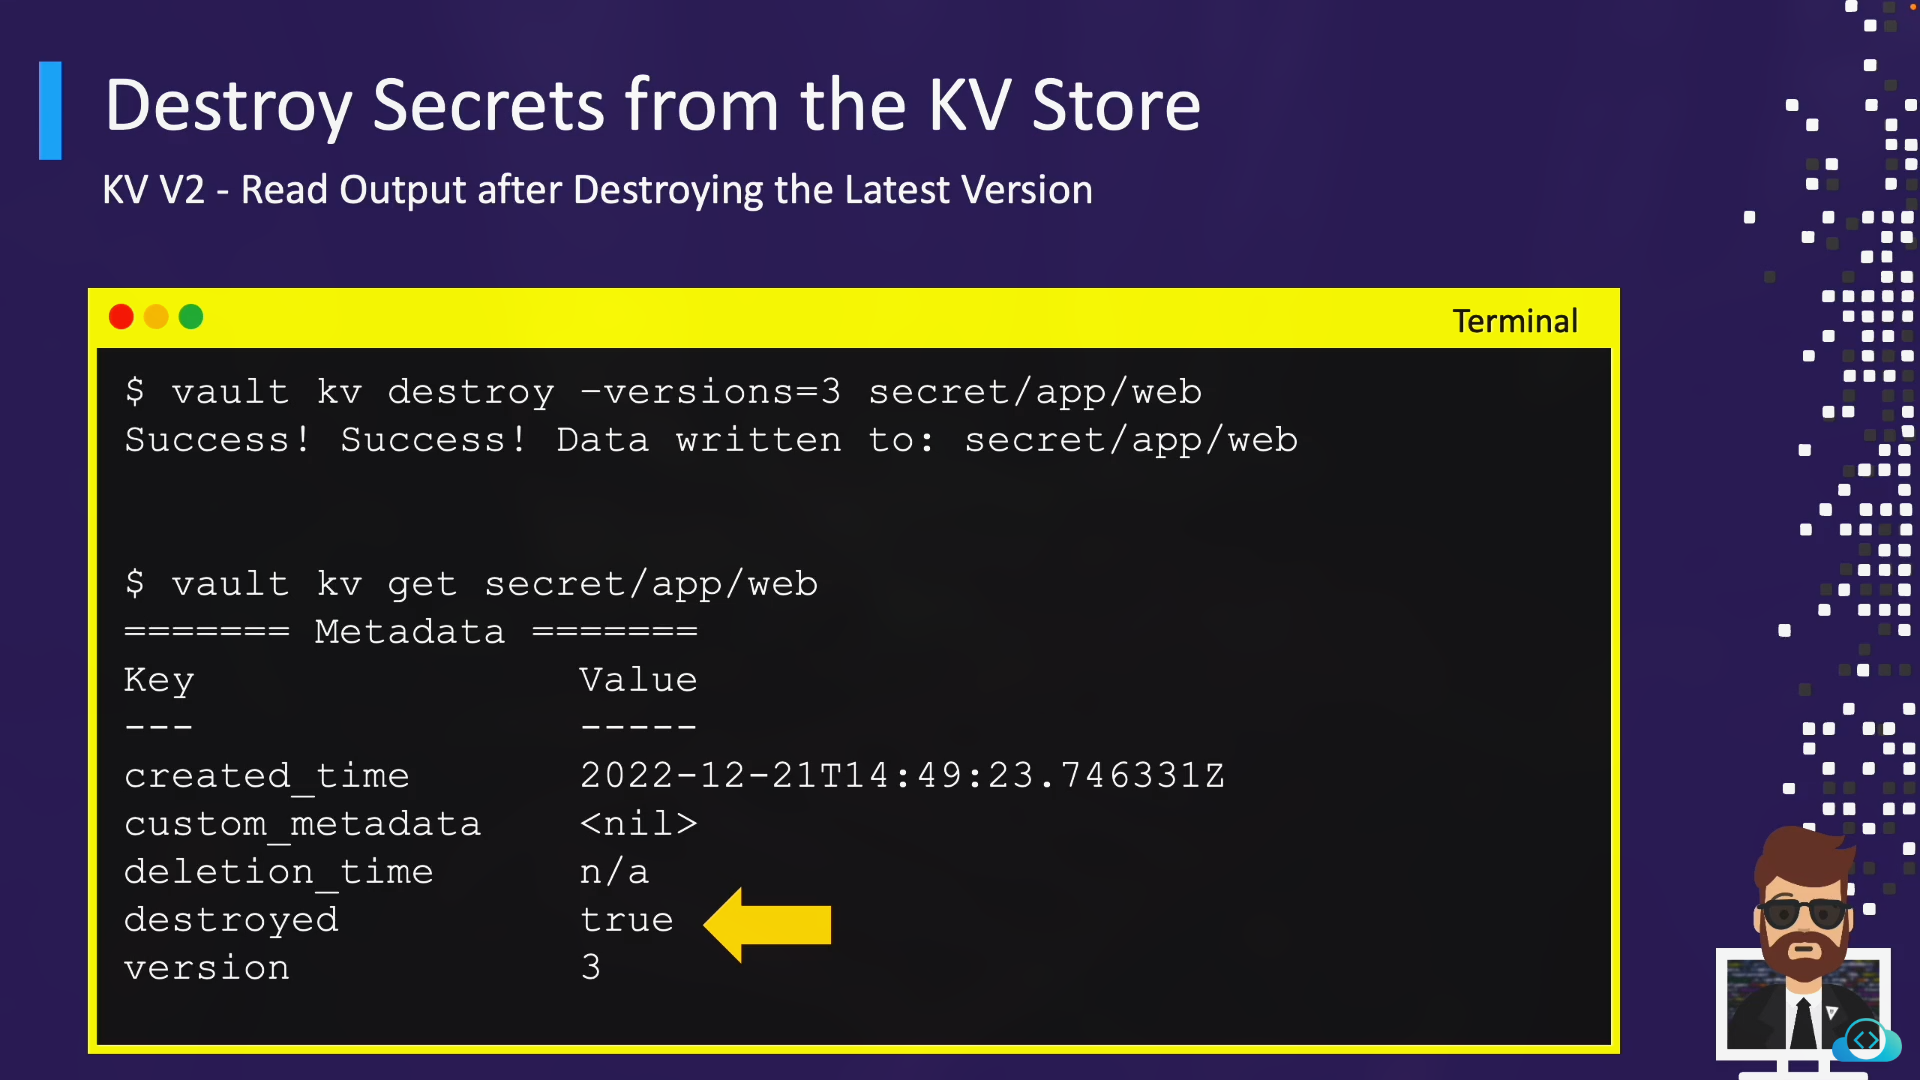 Destroy Secrets from the KV Store
KV V2 - Read Output after Destroying the Latest Version
Terminal
$ vault kv destroy –versions=3 secret/app/web
Success! Success! Data written to: secret/app/web
$ vault kv get secret/app/web
======= Metadata =======
Key Value
--- -----
created_time 2022-12-21T14:49:23.746331Z
custom_metadata <nil>
deletion_time n/a
destroyed true
version 3